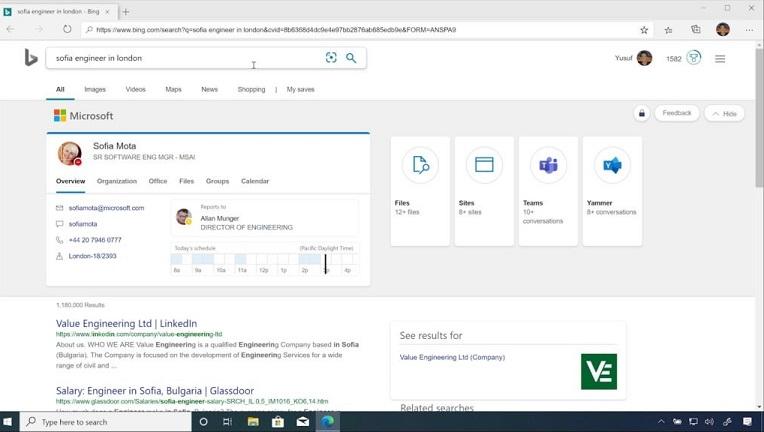 sofia engineer in london - Bing
https://www.bing.com/search?q=sofia engineer in london&cvid=8b6368d4dc9e4e97bb2876ab685edb9e&FORM=ANSPA9
sofia engineer in london
Yusuf
1582
All Images Videos Maps News Shopping | My saves
Microsoft
Feedback
Hide
Sofia Mota
SR SOFTWARE ENG MGR - MSAI
Overview Organization Office Files Groups Calendar
sofiamota@microsoft.com
sofiamota
+44 20 7946 0777
London-18/2393
Reports to
Allan Munger
DIRECTOR OF ENGINEERING
Today's schedule (Pacific Daylight Time)
8a 9a 10a 11a 12p 1p 2p 4p
Files
12+ files
Sites
8+ sites
Teams
10+
conversations
Yammer
8+ conversations
1,180,000 Results
Value Engineering Ltd | LinkedIn
https://www.linkedin.com/company/value-engineering-ltd
About us. WHO WE ARE Value Engineering is a qualified Engineering Company based in Sofia
(Bulgaria). The Company is focused on the development of Engineering Services for a wide
range of civil and ...
Salary: Engineer in Sofia, Bulgaria | Glassdoor
https://www.glassdoor.com/Salaries/sofia-engineer-salary-SRCH_IL.0,5_IM1016_KO6,14.htm
See results for
Value Engineering Ltd (Company)
VE
Related searches
Type here to search